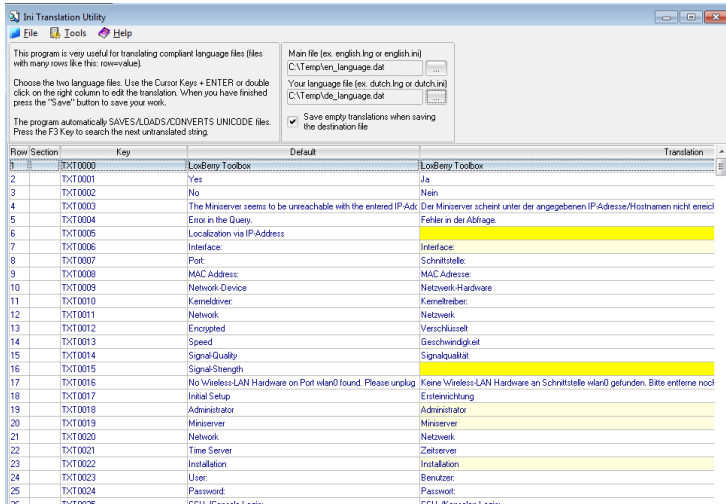 Ini Translation Utility
File Tools Help
This program is very useful for translating compliant language files (files
with many rows like this: row=value).
Choose the two language files. Use the Cursor Keys + ENTER or double
click on the right column to edit the translation. When you have finished
press the "Save" button to save your work.
The program automatically SAVES/LOADS/CONVERTS UNICODE files.
Press the F3 Key to search the next untranslated string.
Main file (ex. english.lng or english.ini)
C:\Temp\en_language.dat ...
Your language file (ex. dutch.lng or dutch.ini)
C:\Temp\de_language.dat ...
Save empty translations when saving
the destination file
Row Section Key Default Translation
1 TXT0000 LoxBerry Toolbox LoxBerry Toolbox
2 TXT0001 Yes Ja
3 TXT0002 No Nein
4 TXT0003 The Miniserver seems to be unreachable with the entered IP-Adc Der Miniserver scheint unter der angegebenen IP-Adresse/Hostnamen nicht erreich
5 TXT0004 Error in the Query. Fehler in der Abfrage.
6 TXT0005 Localization via IP-Address
7 TXT0006 Interface: Interface:
8 TXT0007 Port: Schnittstelle:
9 TXT0008 MAC Address: MAC Adresse:
10 TXT0009 Network-Device Netzwerk-Hardware
11 TXT0010 Kerneldriver: Kerneltreiber:
12 TXT0011 Network Netzwerk
13 TXT0012 Encrypted Verschlüsselt
14 TXT0013 Speed Geschwindigkeit
15 TXT0014 Signal-Quality Signalqualität
16 TXT0015 Signal-Strength
17 TXT0016 No Wireless-LAN Hardware on Port wlan0 found. Please unplug Keine Wireless-LAN Hardware an Schnittstelle wlan0 gefunden. Bitte entferne noch
18 TXT0017 Initial Setup Ersteinrichtung
19 TXT0018 Administrator Administrator
20 TXT0019 Miniserver Miniserver
21 TXT0020 Network Netzwerk
22 TXT0021 Time Server Zeitserver
23 TXT0022 Installation Installation
24 TXT0023 User: Benutzer:
25 TXT0024 Password: Passwort: